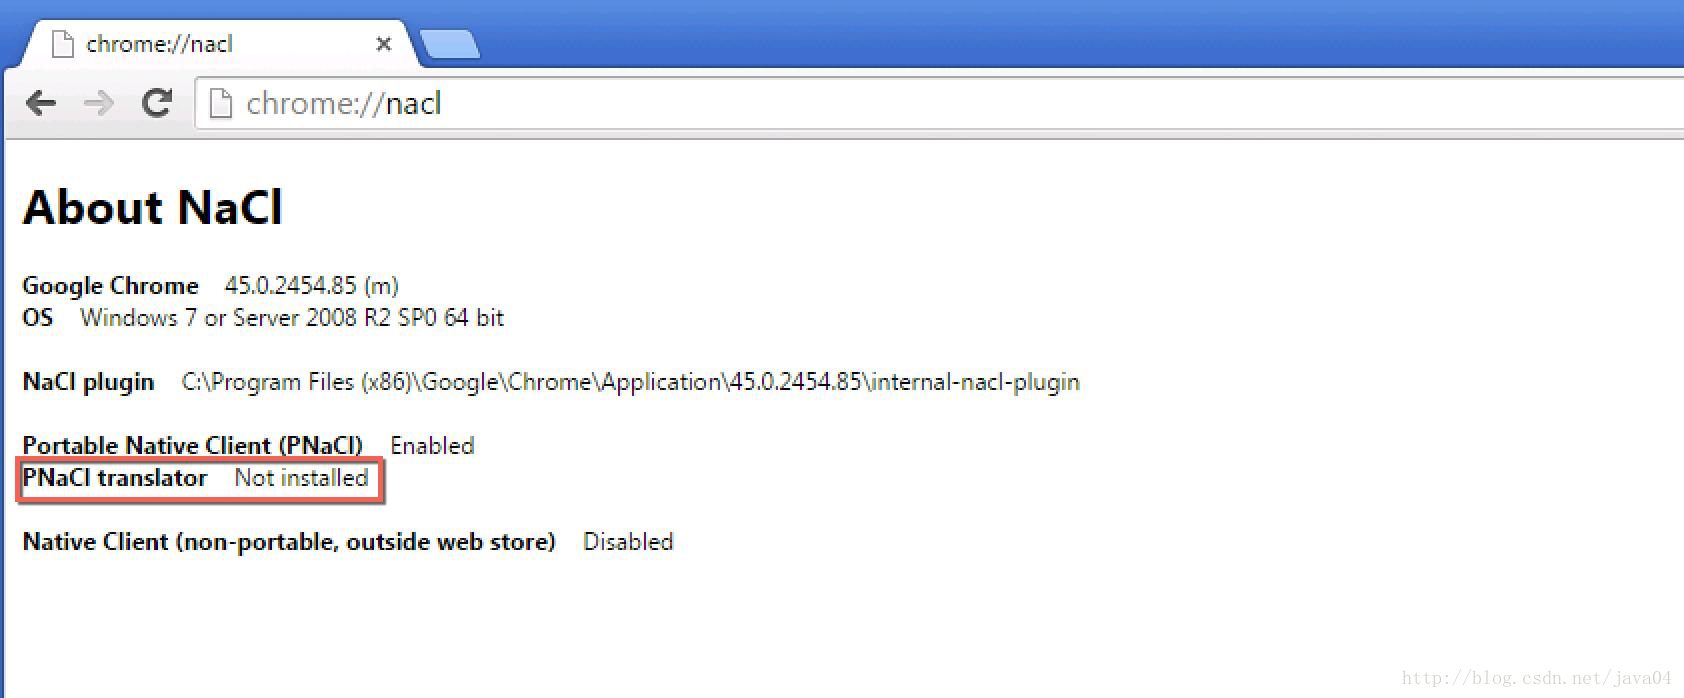 chrome://nacl
chrome://nacl
About NaCl
Google Chrome 45.0.2454.85 (m)
OS Windows 7 or Server 2008 R2 SP0 64 bit
NaCl plugin C:\Program Files (x86)\Google\Chrome\Application\45.0.2454.85\internal-nacl-plugin
Portable Native Client (PNaCl) Enabled
PNaCl translator Not installed
Native Client (non-portable, outside web store) Disabled
http://blog.csdn.net/java04